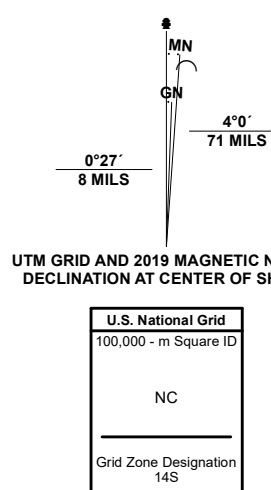 MN
GN
4°0´
71 MILS
0°27´
8 MILS
UTM GRID AND 2019 MAGNETIC N
DECLINATION AT CENTER OF SH
U.S. National Grid
100,000 - m Square ID
NC
Grid Zone Designation
14S